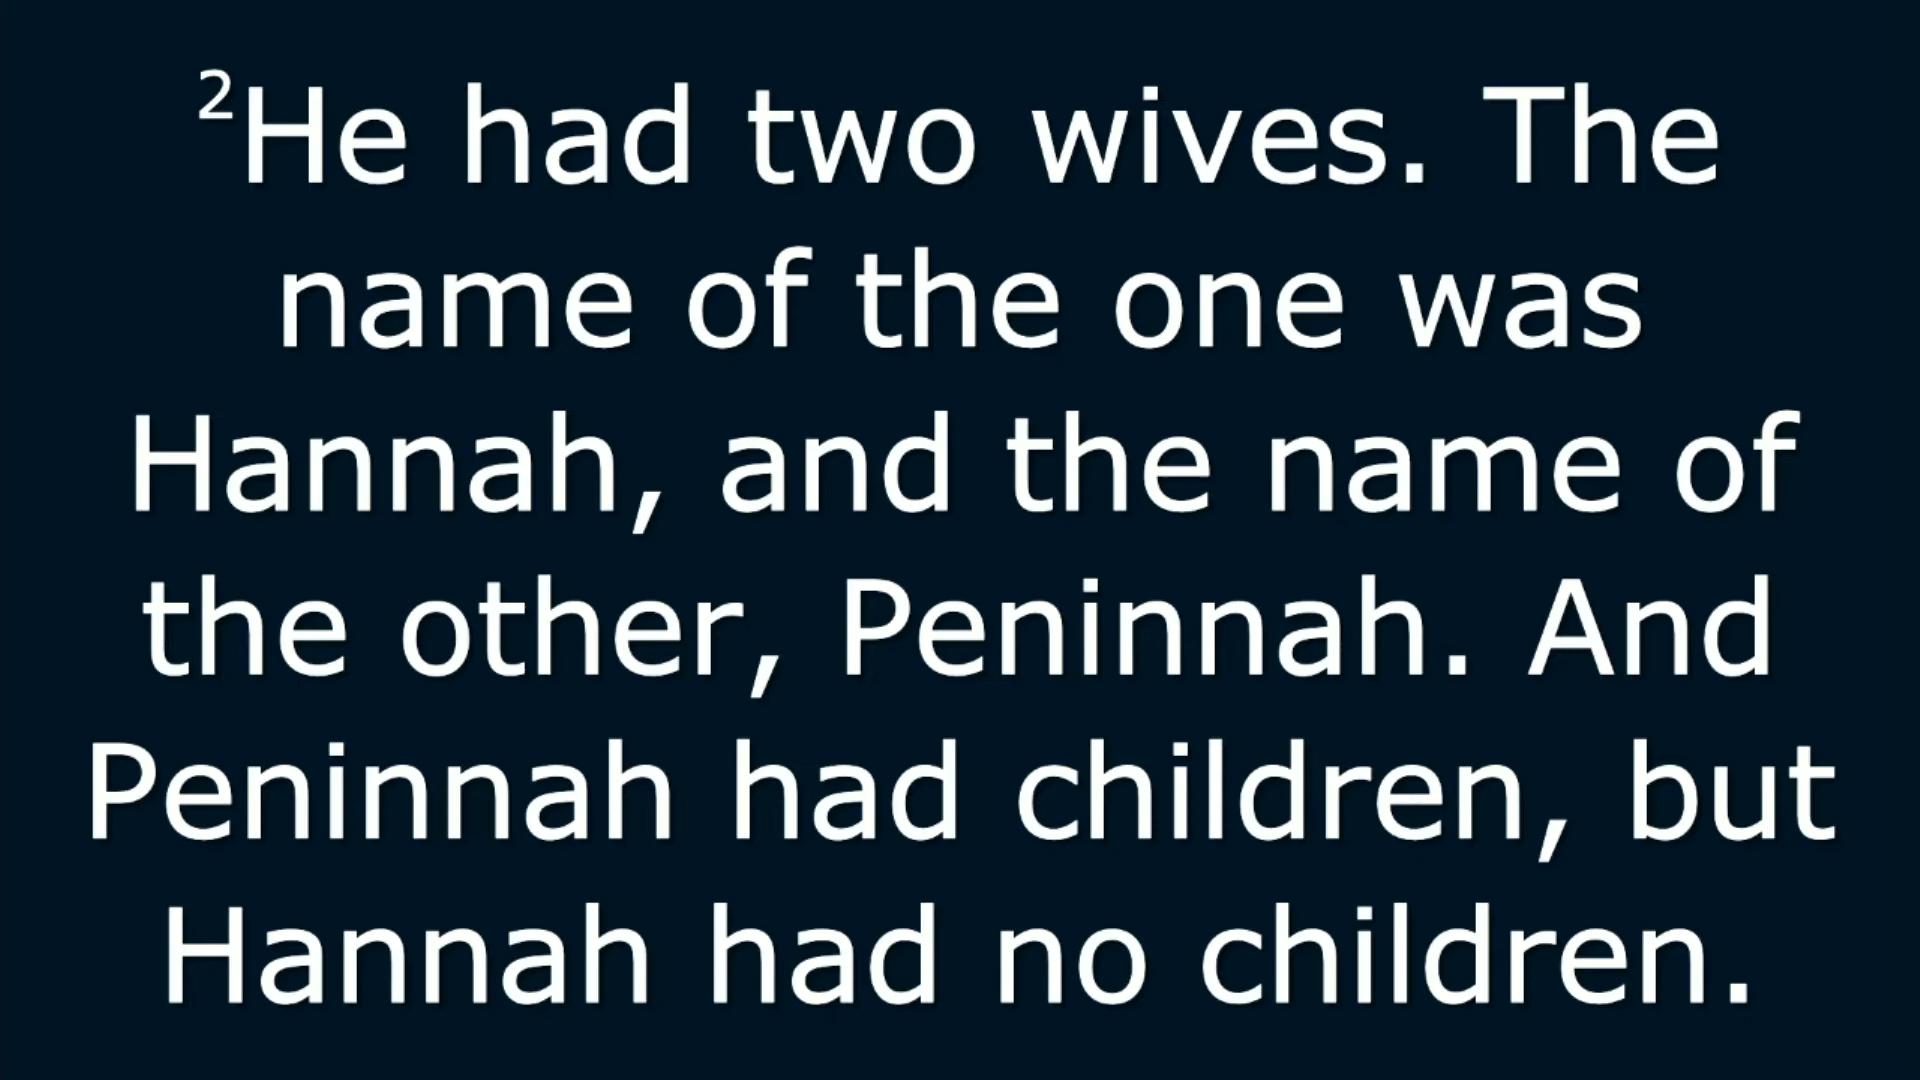 ²He had two wives. The
name of the one was
Hannah, and the name of
the other, Peninnah. And
Peninnah had children, but
Hannah had no children.